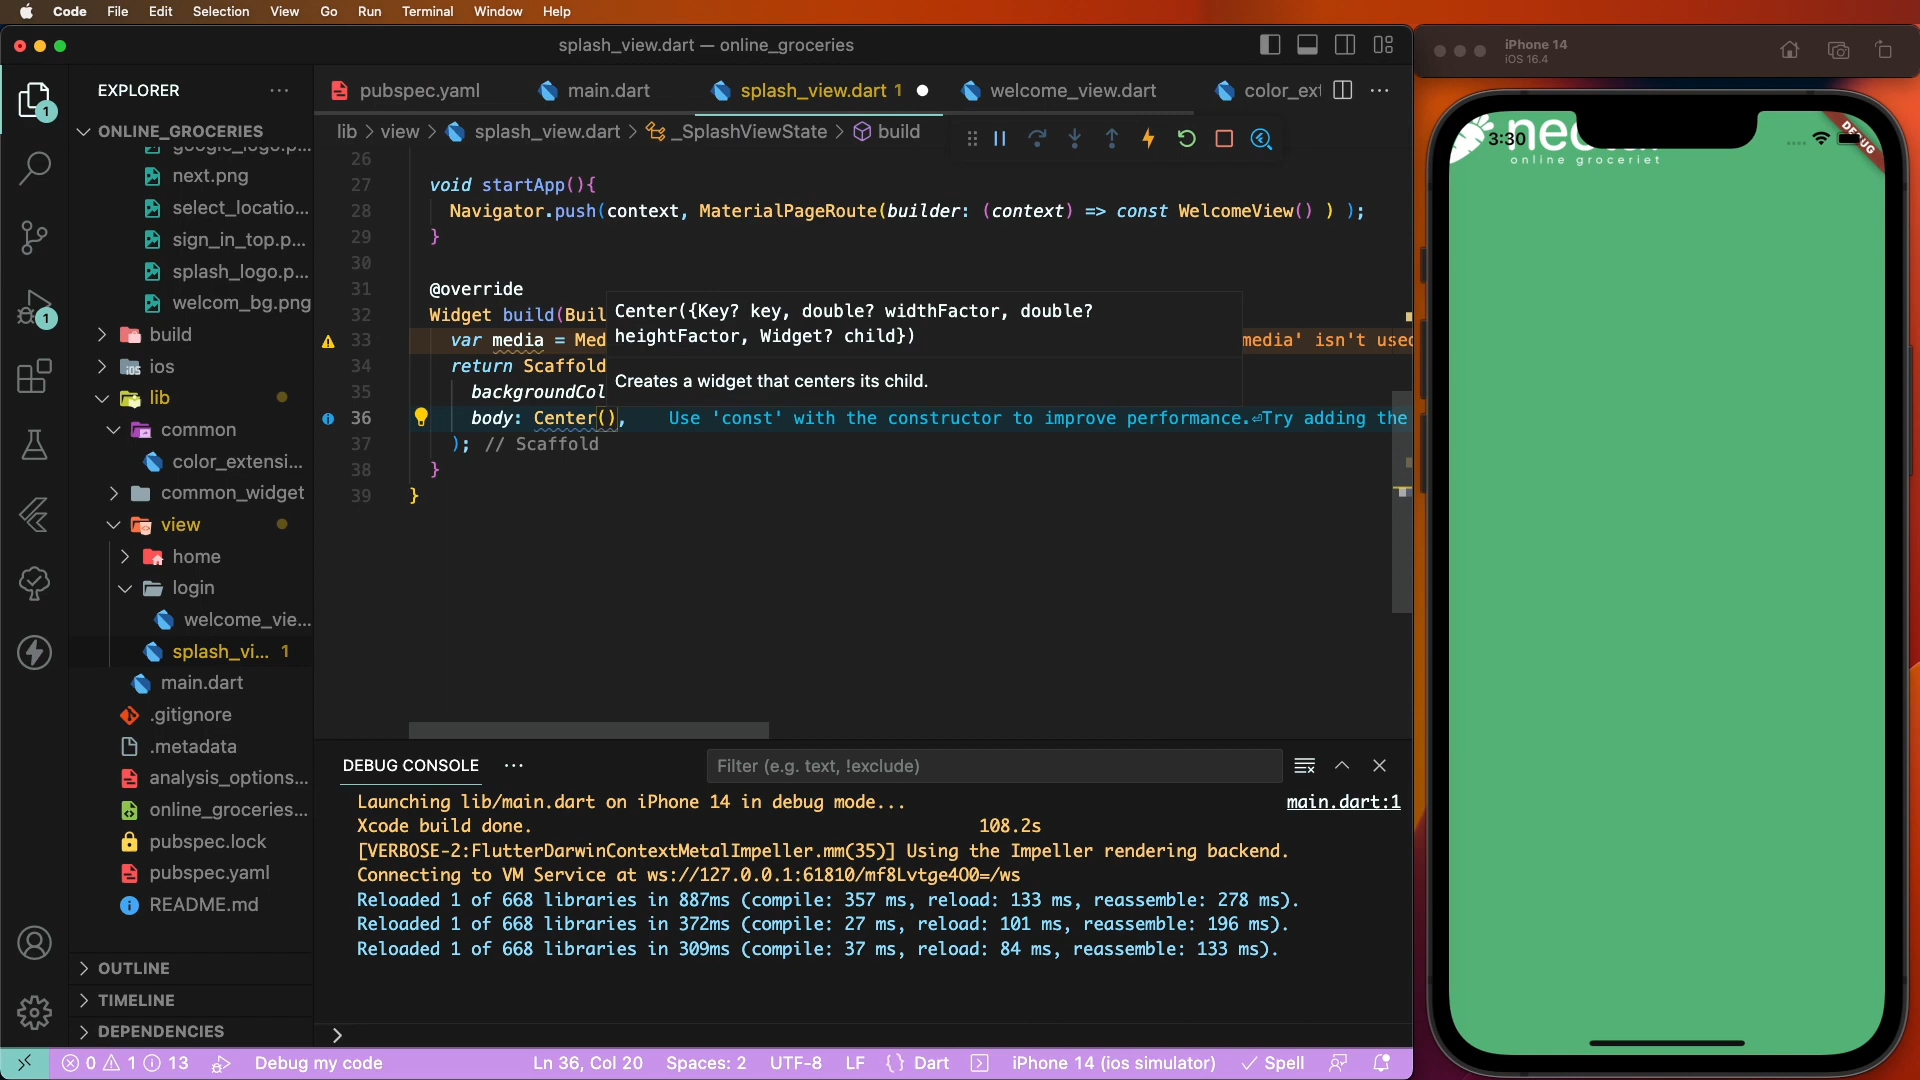 Code File Edit Selection View Go Run Terminal Window Help
splash_view.dart — online_groceries
EXPLORER
ONLINE_GROCERIES
next.png
select_locatio...
sign_in_top.p...
splash_logo.p...
welcom_bg.png
build
ios
lib
common
color_extensi...
common_widget
view
home
login
welcome_vie...
splash_vi... 1
main.dart
.gitignore
.metadata
analysis_options...
online_groceries...
pubspec.lock
pubspec.yaml
README.md
OUTLINE
TIMELINE
DEPENDENCIES
1
1
pubspec.yaml
main.dart
splash_view.dart 1
welcome_view.dart
color_ext
lib > view > splash_view.dart > _SplashViewState > build
26
27 void startApp(){
28 Navigator.push(context, MaterialPageRoute(builder: (context) => const WelcomeView() ) );
29 }
30
31 @override
32 Widget build(Buil
33 var media = Med media' isn't used
34 return Scaffold
35 backgroundCol
36 body: Center(), Use 'const' with the constructor to improve performance.⏎Try adding the
37 ); // Scaffold
38 }
39 }
Center({Key? key, double? widthFactor, double?
heightFactor, Widget? child})
Creates a widget that centers its child.
DEBUG CONSOLE
Filter (e.g. text, !exclude)
Launching lib/main.dart on iPhone 14 in debug mode... main.dart:1
Xcode build done. 108.2s
[VERBOSE-2:FlutterDarwinContextMetalImpeller.mm(35)] Using the Impeller rendering backend.
Connecting to VM Service at ws://127.0.0.1:61810/mf8Lvtge4O0=/ws
Reloaded 1 of 668 libraries in 887ms (compile: 357 ms, reload: 133 ms, reassemble: 278 ms).
Reloaded 1 of 668 libraries in 372ms (compile: 27 ms, reload: 101 ms, reassemble: 196 ms).
Reloaded 1 of 668 libraries in 309ms (compile: 37 ms, reload: 84 ms, reassemble: 133 ms).
0 1 13 Debug my code Ln 36, Col 20 Spaces: 2 UTF-8 LF {} Dart iPhone 14 (ios simulator) Spell
iPhone 14
iOS 16.4
3:30
DEBUG
online groceriet